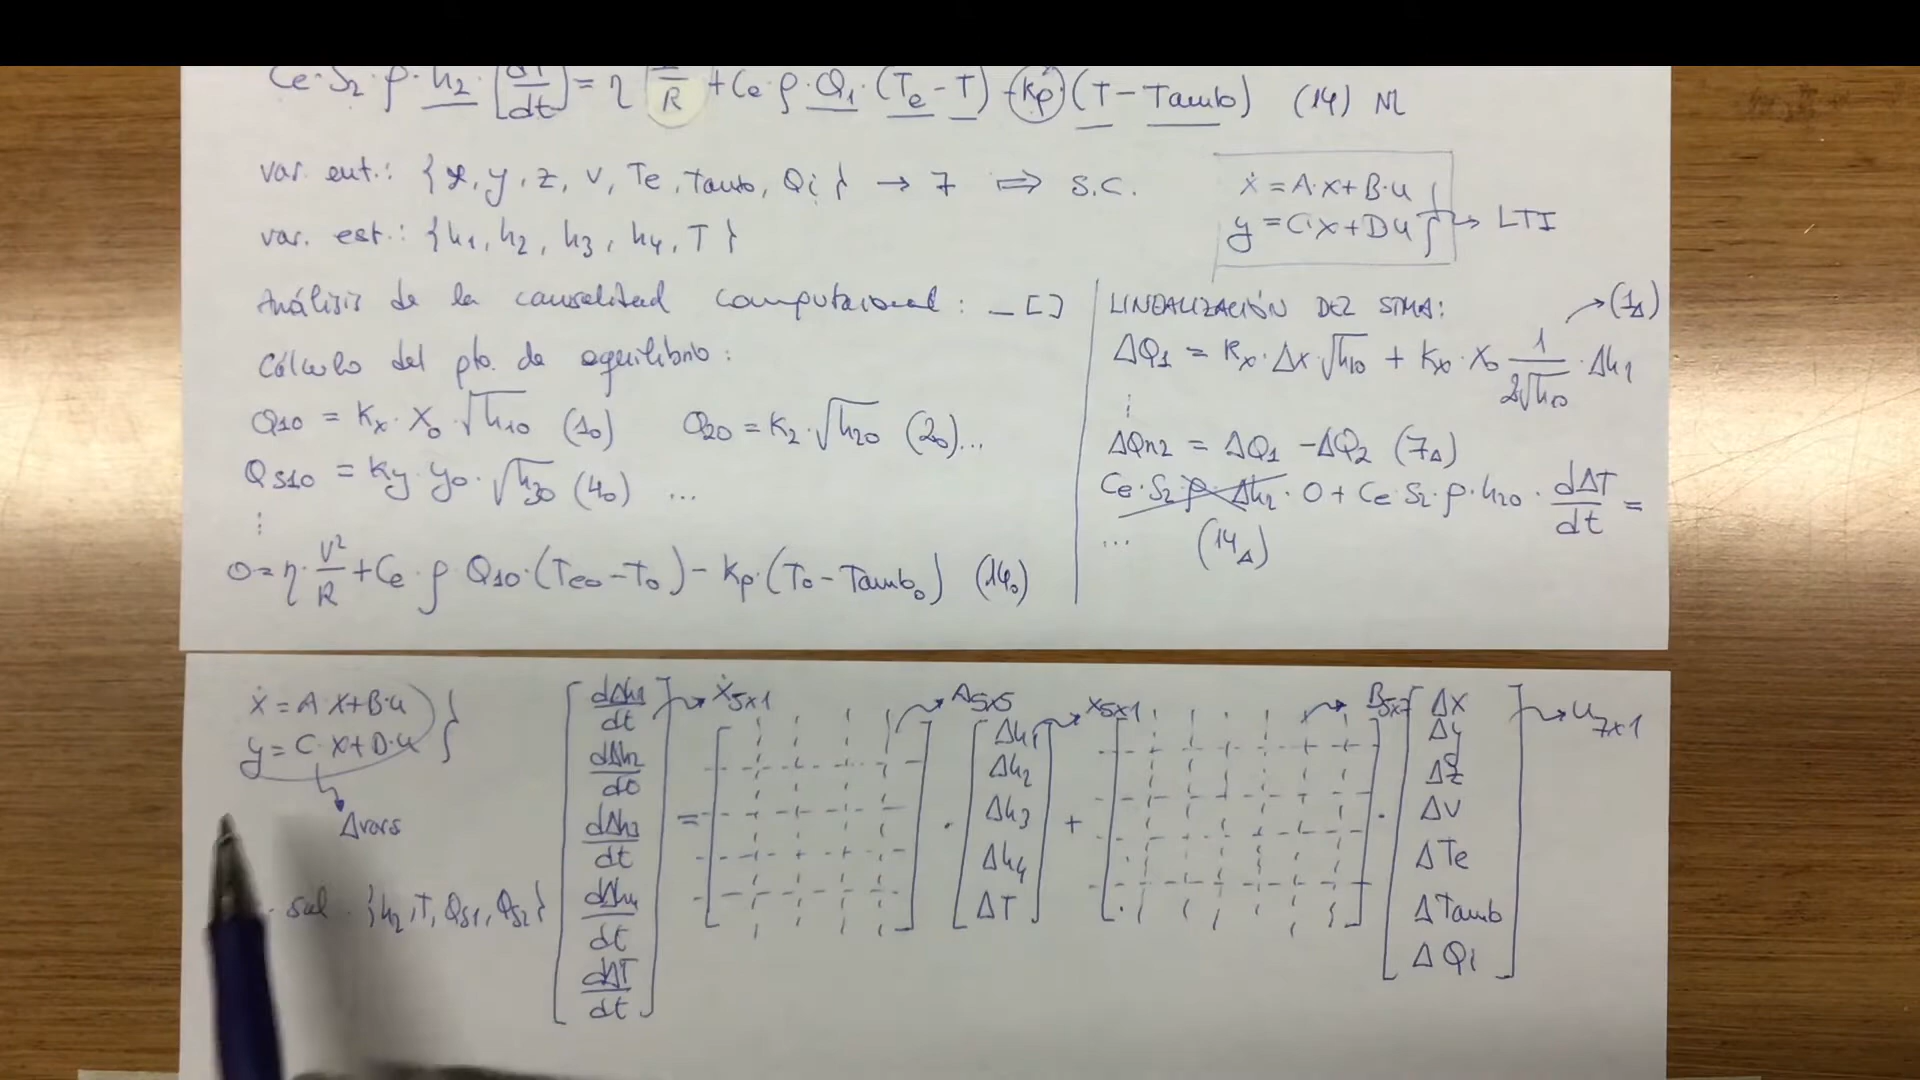 Ce·S2·ρ·h2·[dT/dt] = η /R + Ce ρ·Q1·(Te-T) - Kp·(T-Tamb) (14) NL
var. ent.: {x, y, z, v, Te, Tamb, Qi} → 7 ⇒ S.C.
var. est.: {h1, h2, h3, h4, T}
ẋ = A·x+B·u
y = C·x+Du } → LTI
Análisis de la causalidad computacional: _ []
Cálculo del pto. de equilibrio:
Q10 = Kx·X0·√h10 (1₀) Q20 = K2·√h20 (2₀)...
QS10 = Ky·y0·√h30 (4₀) ...
⋮
0 = η·V²/R + Ce·ρ·Q10·(Te0-T0) - Kp·(T0-Tamb0) (14₀)
LINEALIZACIÓN DEL STMA:
→ (1Δ)
ΔQ1 = Kx·Δx·√h10 + Kx·X0 1/2√h10 ·Δh1
⋮
ΔQn2 = ΔQ1 - ΔQ2 (7Δ)
Ce·S2·ρ·Δh2·0 + Ce·S2·ρ·h20·dΔT/dt =
... (14Δ)
ẋ = A·x+B·u
y = C·x+D·u }
Δvars
sal. {h2, T, QS1, QS2}
[dΔh1/dt → ẋ5x1
dΔh2/dt
dΔh3/dt
dΔh4/dt
dΔT/dt]
= [ ] → A5x5
· [Δh1 → x5x1
Δh2
Δh3
Δh4
ΔT]
+ [ ] → B5x7
· [Δx → u7x1
Δy
Δz
Δv
ΔTe
ΔTamb
ΔQi]